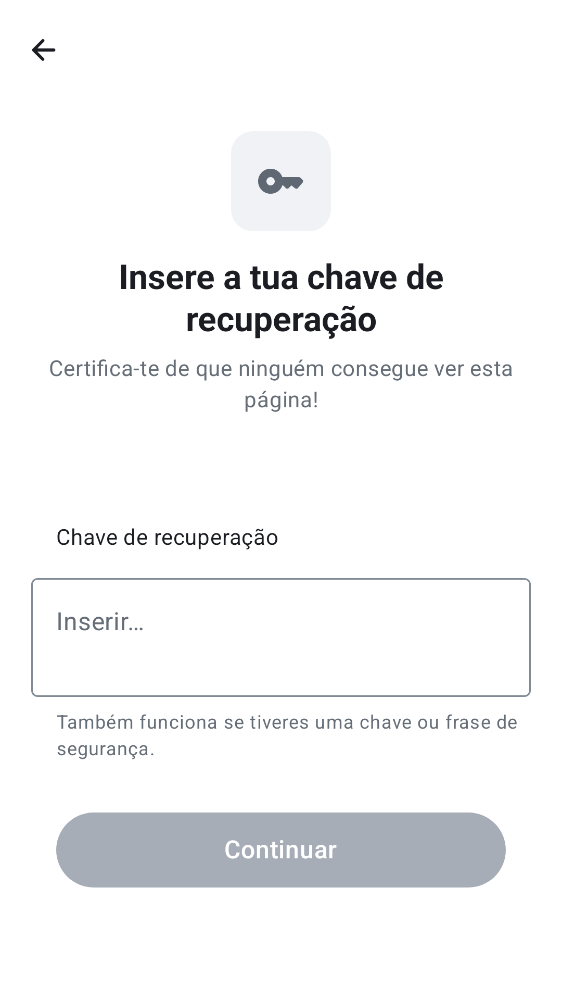 Insere a tua chave de
recuperação
Certifica-te de que ninguém consegue ver esta
página!
Chave de recuperação
Inserir…
Também funciona se tiveres uma chave ou frase de
segurança.
Continuar